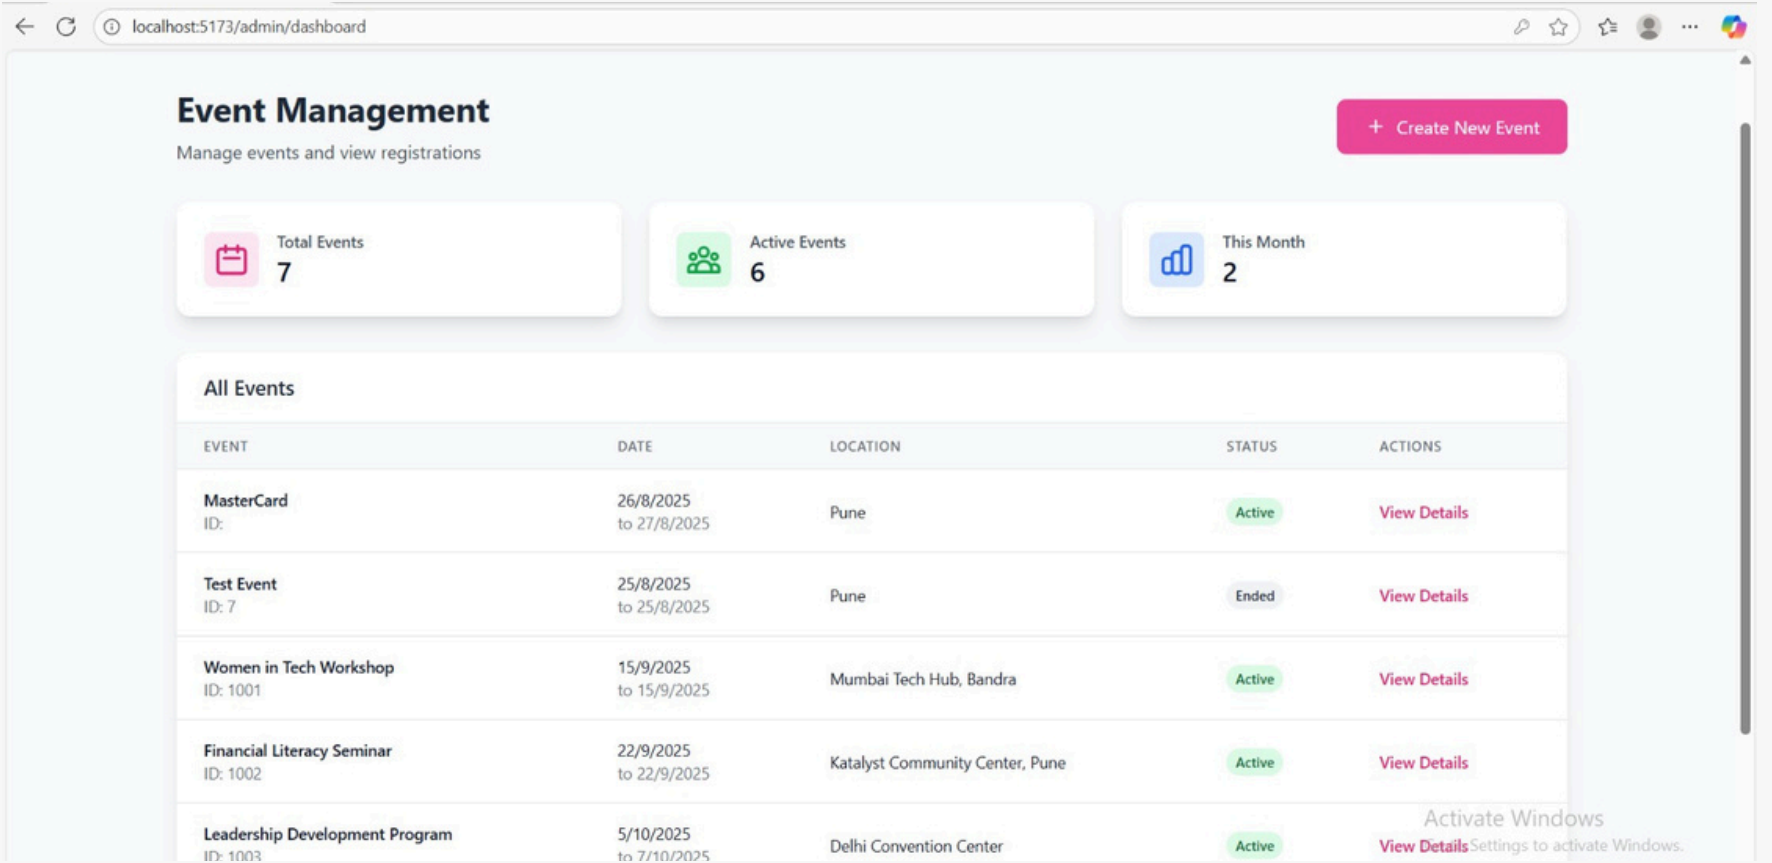 localhost:5173/admin/dashboard
Event Management
Manage events and view registrations
+ Create New Event
Total Events
7
Active Events
6
This Month
2
All Events
EVENT DATE LOCATION STATUS ACTIONS
MasterCard
ID:
26/8/2025
to 27/8/2025
Pune
Active
View Details
Test Event
ID: 7
25/8/2025
to 25/8/2025
Pune
Ended
View Details
Women in Tech Workshop
ID: 1001
15/9/2025
to 15/9/2025
Mumbai Tech Hub, Bandra
Active
View Details
Financial Literacy Seminar
ID: 1002
22/9/2025
to 22/9/2025
Katalyst Community Center, Pune
Active
View Details
Leadership Development Program
ID: 1003
5/10/2025
to 7/10/2025
Delhi Convention Center
Active
View Details
Activate Windows
Settings to activate Windows.